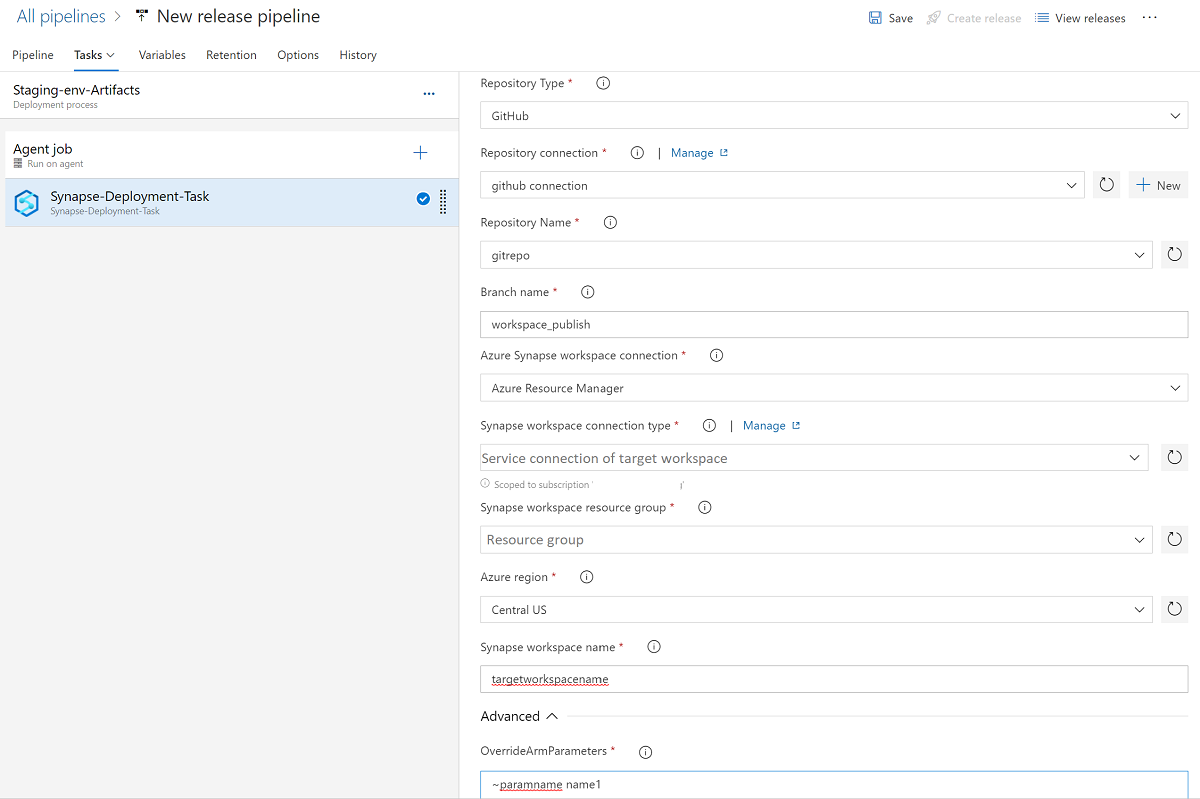 All pipelines > New release pipeline
Save Create release View releases ...
Pipeline Tasks Variables Retention Options History
Staging-env-Artifacts
Deployment process
Agent job
Run on agent
Synapse-Deployment-Task
Synapse-Deployment-Task
Repository Type *
GitHub
Repository connection * | Manage
github connection
New
Repository Name *
gitrepo
Branch name *
workspace_publish
Azure Synapse workspace connection *
Azure Resource Manager
Synapse workspace connection type * | Manage
Service connection of target workspace
Scoped to subscription '
Synapse workspace resource group *
Resource group
Azure region *
Central US
Synapse workspace name *
targetworkspacename
Advanced
OverrideArmParameters *
~paramname name1